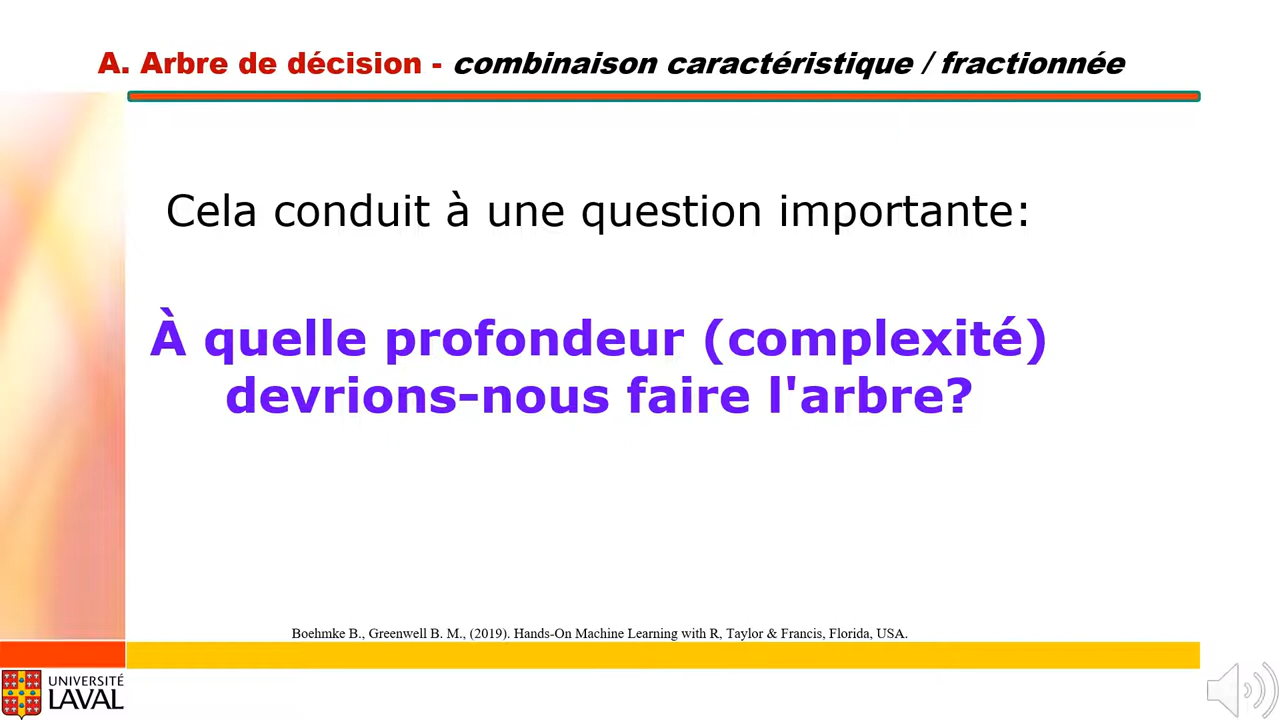 A. Arbre de décision - combinaison caractéristique / fractionnée
Cela conduit à une question importante:
À quelle profondeur (complexité)
devrions-nous faire l'arbre?
Boehmke B., Greenwell B. M., (2019). Hands-On Machine Learning with R, Taylor & Francis, Florida, USA.
UNIVERSITÉ
LAVAL